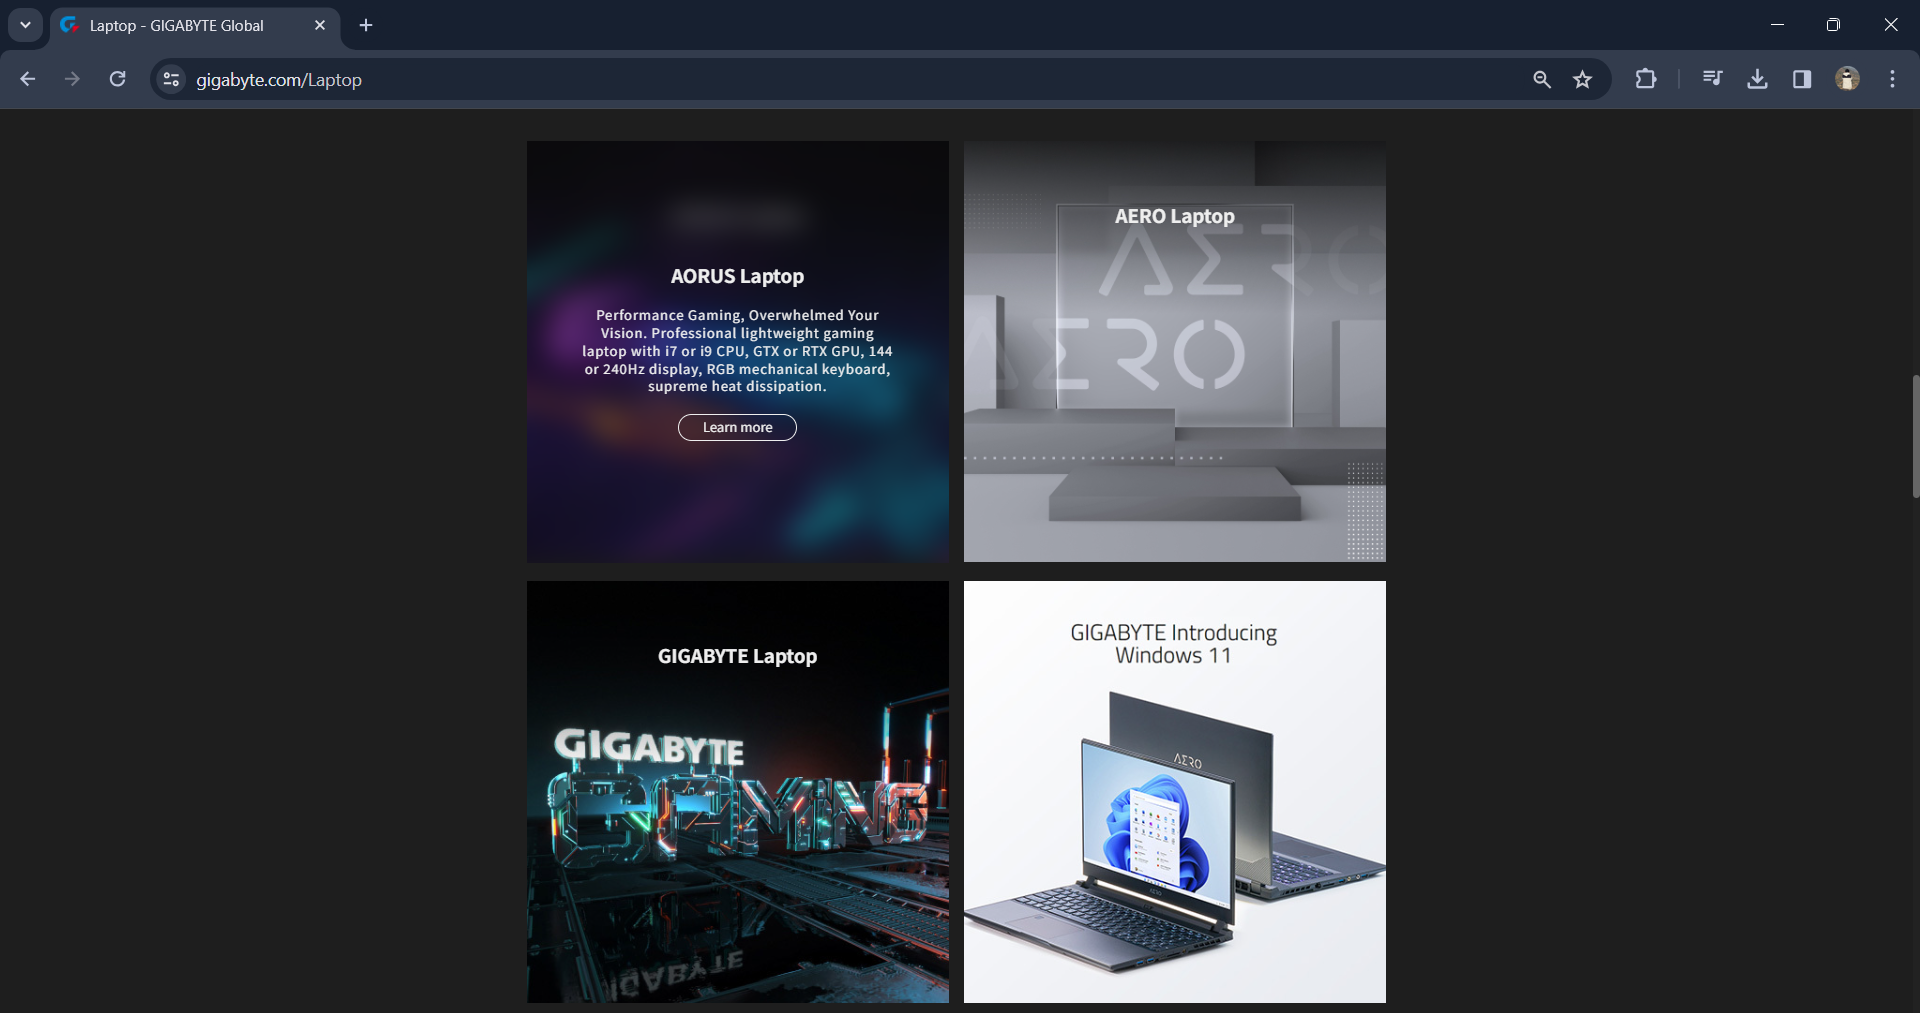 Laptop - GIGABYTE Global
gigabyte.com/Laptop
AORUS Laptop
Performance Gaming, Overwhelmed Your
Vision. Professional lightweight gaming
laptop with i7 or i9 CPU, GTX or RTX GPU, 144
or 240Hz display, RGB mechanical keyboard,
supreme heat dissipation.
Learn more
AERO Laptop
AERO
AERO
GIGABYTE Laptop
GIGABYTE
GAMING
GIGABYTE Introducing
Windows 11
AERO